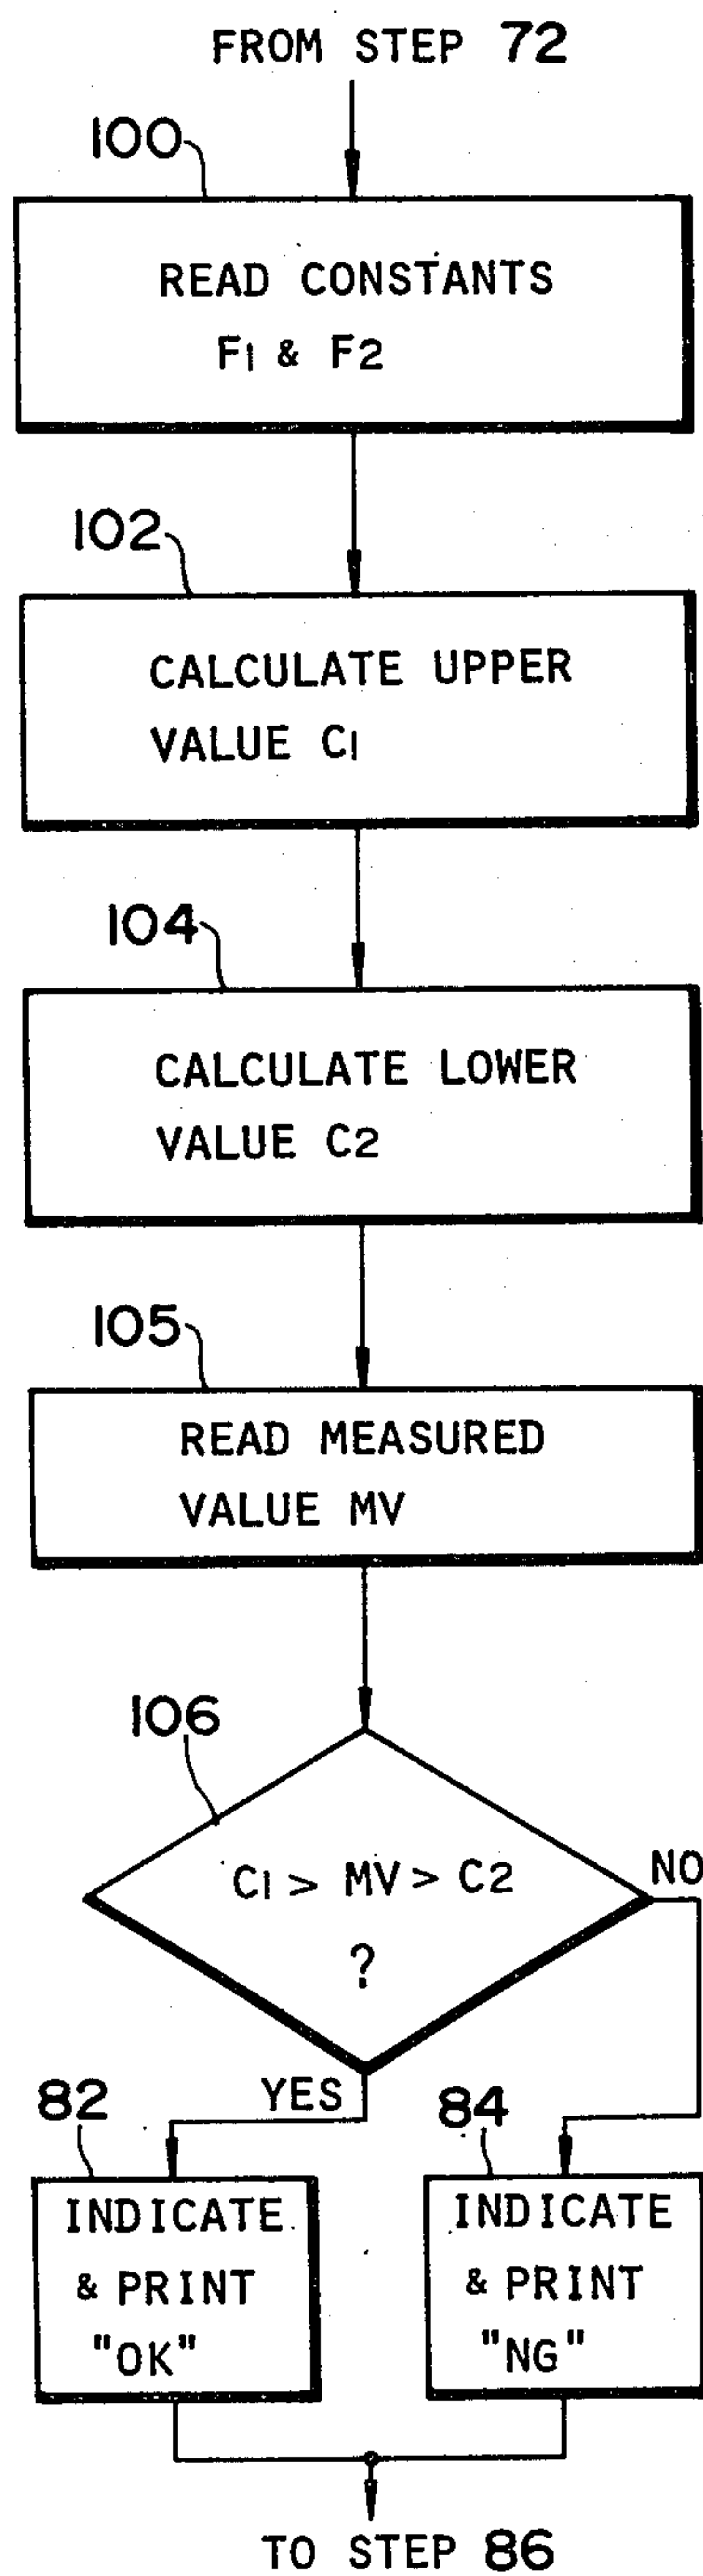 FROM STEP 72
100
READ CONSTANTS
F1 & F2
102
CALCULATE UPPER
VALUE C1
104
CALCULATE LOWER
VALUE C2
105
READ MEASURED
VALUE MV
106
C1 > MV > C2
?
NO
YES
82
INDICATE
& PRINT
"OK"
84
INDICATE
& PRINT
"NG"
TO STEP 86